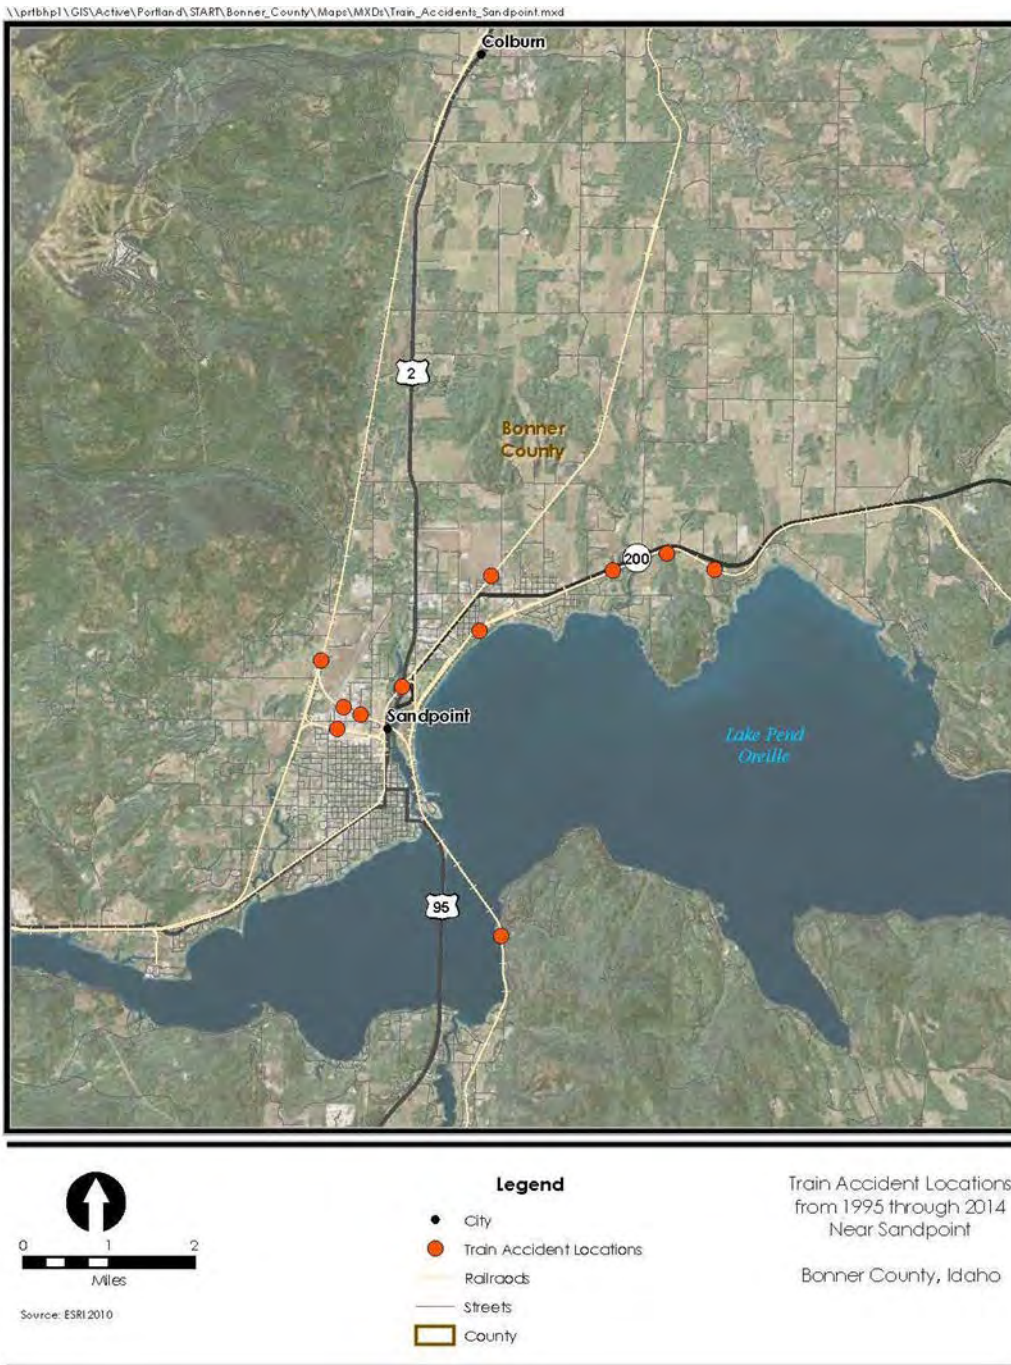 \\prtbhp1\GIS\Active\Portland\START\Bonner_County\Maps\MXDs\Train_Accidents_Sandpoint.mxd
Colburn
2
Bonner
County
200
Sandpoint
Lake Pend
Oreille
95
0 1 2
Miles
Source: ESRI 2010
Legend
City
Train Accident Locations
Railraods
Streets
County
Train Accident Locations
from 1995 through 2014
Near Sandpoint
Bonner County, Idaho